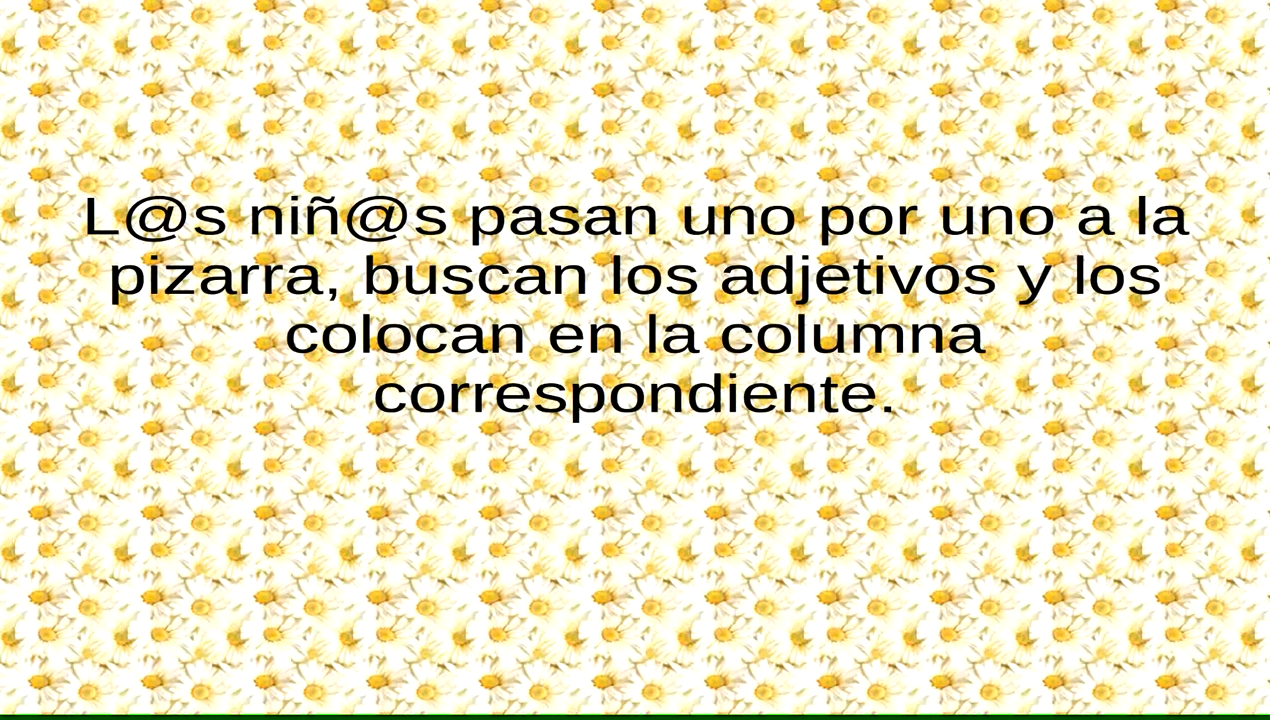 L@s niñ@s pasan uno por uno a la
pizarra, buscan los adjetivos y los
colocan en la columna
correspondiente.